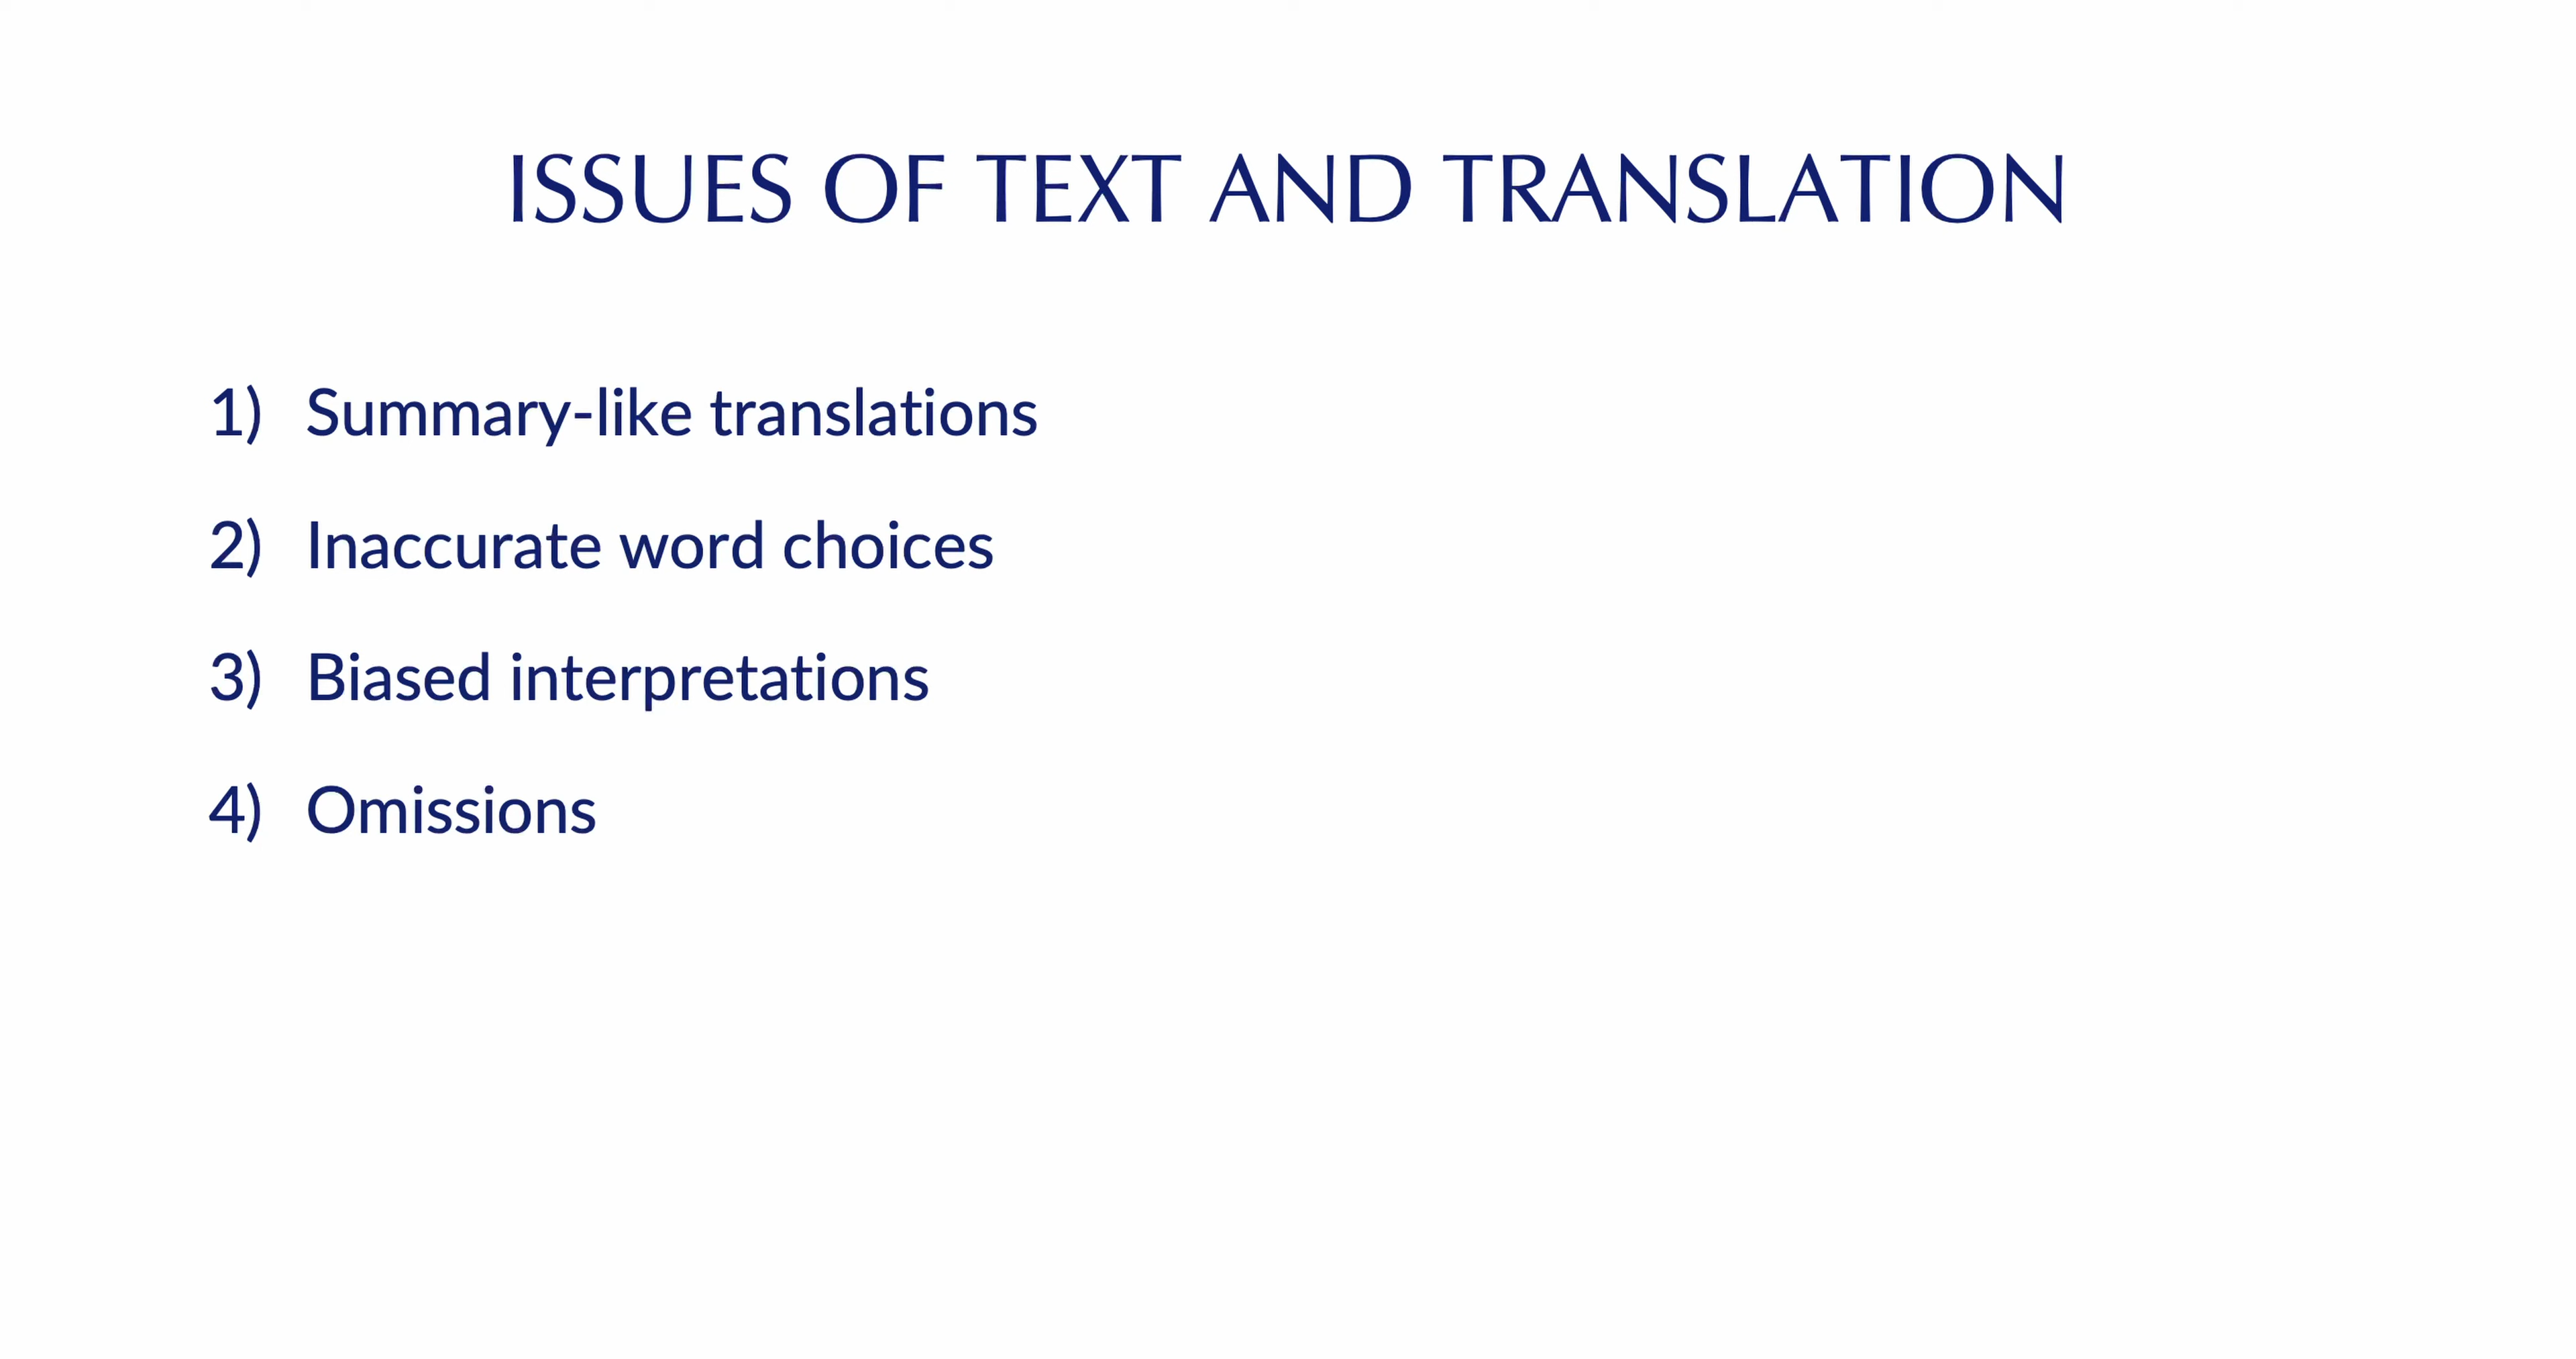 ISSUES OF TEXT AND TRANSLATION
1) Summary-like translations
2) Inaccurate word choices
3) Biased interpretations
4) Omissions